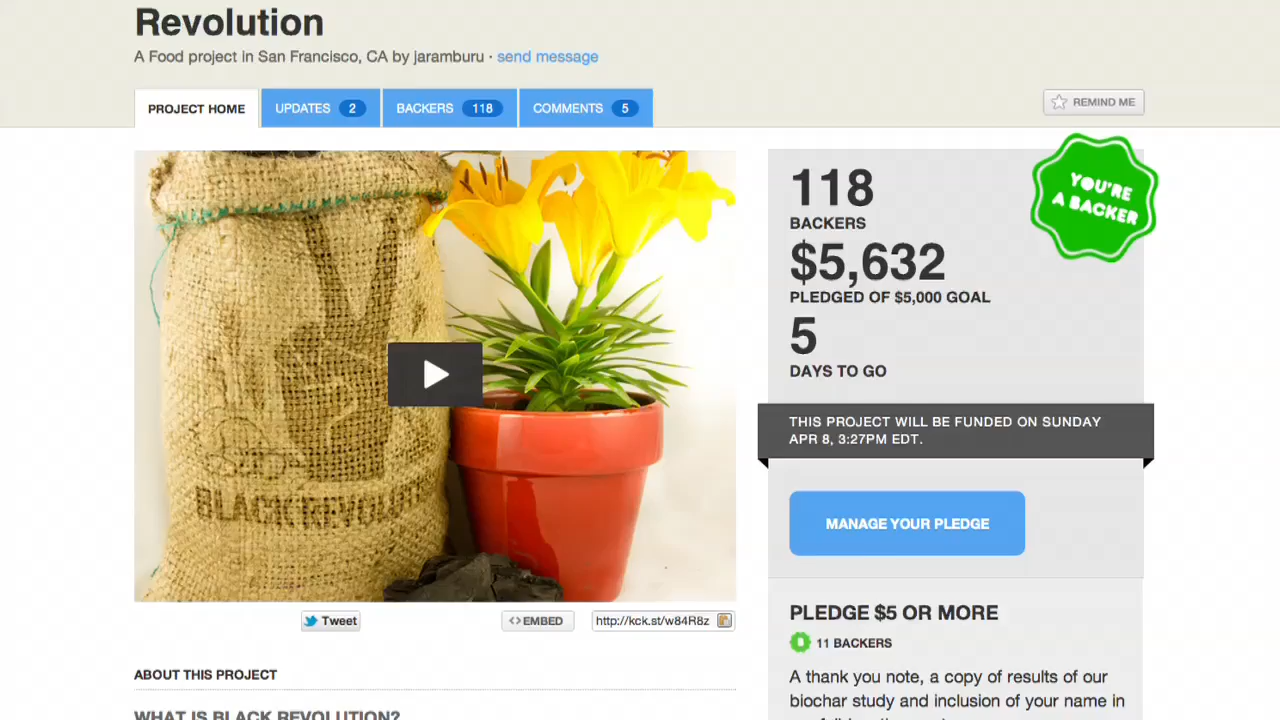 Revolution
A Food project in San Francisco, CA by jaramburu · send message
PROJECT HOME
UPDATES 2
BACKERS 118
COMMENTS 5
REMIND ME
YOU'RE
A BACKER
118
BACKERS
$5,632
PLEDGED OF $5,000 GOAL
5
DAYS TO GO
THIS PROJECT WILL BE FUNDED ON SUNDAY
APR 8, 3:27PM EDT.
MANAGE YOUR PLEDGE
BLACK REVOLUTI
Tweet
<>EMBED
http://kck.st/w84R8z
PLEDGE $5 OR MORE
11 BACKERS
A thank you note, a copy of results of our
biochar study and inclusion of your name in
ABOUT THIS PROJECT
WHAT IS BLACK REVOLUTION?